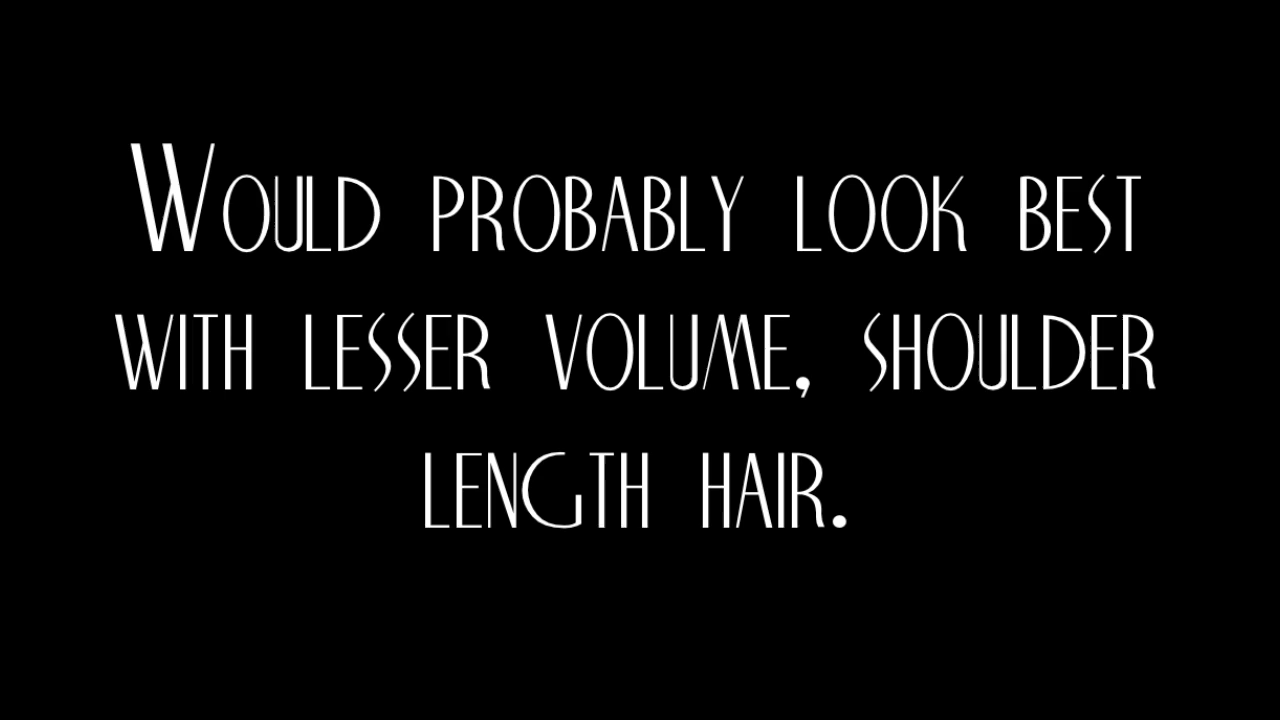 Would probably look best
with lesser volume, shoulder
length hair.